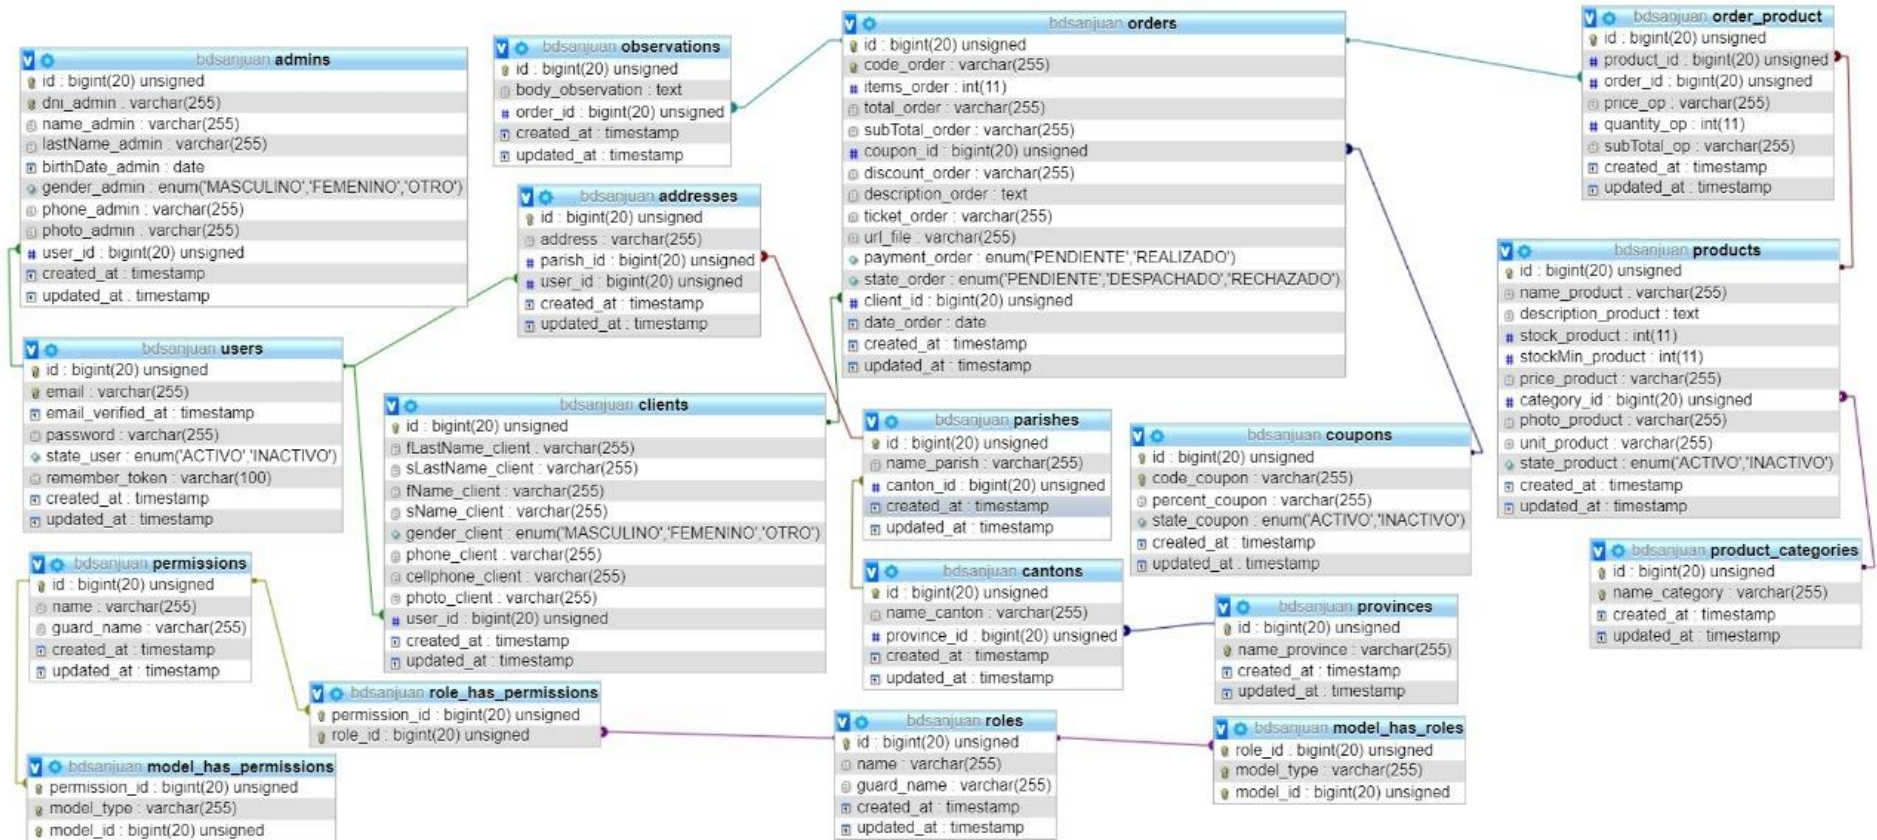 bdsanjuan admins
id : bigint(20) unsigned
dni_admin : varchar(255)
name_admin : varchar(255)
lastName_admin : varchar(255)
birthDate_admin : date
gender_admin : enum('MASCULINO','FEMENINO','OTRO')
phone_admin : varchar(255)
photo_admin : varchar(255)
user_id : bigint(20) unsigned
created_at : timestamp
updated_at : timestamp
bdsanjuan observations
id : bigint(20) unsigned
body_observation : text
order_id : bigint(20) unsigned
created_at : timestamp
updated_at : timestamp
bdsanjuan orders
id : bigint(20) unsigned
code_order : varchar(255)
items_order : int(11)
total_order : varchar(255)
subTotal_order : varchar(255)
coupon_id : bigint(20) unsigned
discount_order : varchar(255)
description_order : text
ticket_order : varchar(255)
url_file : varchar(255)
payment_order : enum('PENDIENTE','REALIZADO')
state_order : enum('PENDIENTE','DESPACHADO','RECHAZADO')
client_id : bigint(20) unsigned
date_order : date
created_at : timestamp
updated_at : timestamp
bdsanjuan order_product
id : bigint(20) unsigned
product_id : bigint(20) unsigned
order_id : bigint(20) unsigned
price_op : varchar(255)
quantity_op : int(11)
subTotal_op : varchar(255)
created_at : timestamp
updated_at : timestamp
bdsanjuan addresses
id : bigint(20) unsigned
address : varchar(255)
parish_id : bigint(20) unsigned
user_id : bigint(20) unsigned
created_at : timestamp
updated_at : timestamp
bdsanjuan products
id : bigint(20) unsigned
name_product : varchar(255)
description_product : text
stock_product : int(11)
stockMin_product : int(11)
price_product : varchar(255)
category_id : bigint(20) unsigned
photo_product : varchar(255)
unit_product : varchar(255)
state_product : enum('ACTIVO','INACTIVO')
created_at : timestamp
updated_at : timestamp
bdsanjuan users
id : bigint(20) unsigned
email : varchar(255)
email_verified_at : timestamp
password : varchar(255)
state_user : enum('ACTIVO','INACTIVO')
remember_token : varchar(100)
created_at : timestamp
updated_at : timestamp
bdsanjuan clients
id : bigint(20) unsigned
fLastName_client : varchar(255)
sLastName_client : varchar(255)
fName_client : varchar(255)
sName_client : varchar(255)
gender_client : enum('MASCULINO','FEMENINO','OTRO')
phone_client : varchar(255)
cellphone_client : varchar(255)
photo_client : varchar(255)
user_id : bigint(20) unsigned
created_at : timestamp
updated_at : timestamp
bdsanjuan parishes
id : bigint(20) unsigned
name_parish : varchar(255)
canton_id : bigint(20) unsigned
created_at : timestamp
updated_at : timestamp
bdsanjuan coupons
id : bigint(20) unsigned
code_coupon : varchar(255)
percent_coupon : varchar(255)
state_coupon : enum('ACTIVO','INACTIVO')
created_at : timestamp
updated_at : timestamp
bdsanjuan product_categories
id : bigint(20) unsigned
name_category : varchar(255)
created_at : timestamp
updated_at : timestamp
bdsanjuan permissions
id : bigint(20) unsigned
name : varchar(255)
guard_name : varchar(255)
created_at : timestamp
updated_at : timestamp
bdsanjuan cantons
id : bigint(20) unsigned
name_canton : varchar(255)
province_id : bigint(20) unsigned
created_at : timestamp
updated_at : timestamp
bdsanjuan provinces
id : bigint(20) unsigned
name_province : varchar(255)
created_at : timestamp
updated_at : timestamp
bdsanjuan role_has_permissions
permission_id : bigint(20) unsigned
role_id : bigint(20) unsigned
bdsanjuan roles
id : bigint(20) unsigned
name : varchar(255)
guard_name : varchar(255)
created_at : timestamp
updated_at : timestamp
bdsanjuan model_has_roles
role_id : bigint(20) unsigned
model_type : varchar(255)
model_id : bigint(20) unsigned
bdsanjuan model_has_permissions
permission_id : bigint(20) unsigned
model_type : varchar(255)
model_id : bigint(20) unsigned